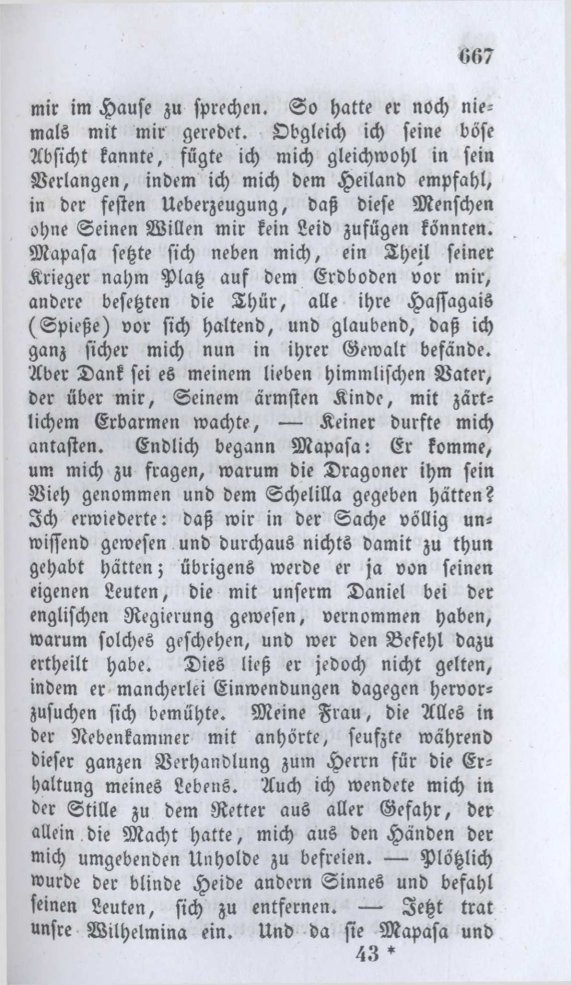 667
mir im Hause zu sprechen. So hatte er noch nie-
mals mit mir geredet. Obgleich ich seine böse
Absicht kannte, fügte ich mich gleichwohl in sein
Verlangen, indem ich mich dem Heiland empfahl,
in der festen Ueberzeugung, daß diese Menschen
ohne Seinen Willen mir kein Leid zufügen könnten.
Mapasa setzte sich neben mich, ein Theil seiner
Krieger nahm Platz auf dem Erdboden vor mir,
andere besetzten die Thür, alle ihre Hassagais
(Spieße) vor sich haltend, und glaubend, daß ich
ganz sicher mich nun in ihrer Gewalt befände.
Aber Dank sei es meinem lieben himmlischen Vater,
der über mir, Seinem ärmsten Kinde, mit zärt-
lichem Erbarmen wachte, — Keiner durfte mich
antasten. Endlich begann Mapasa: Er komme,
um mich zu fragen, warum die Dragoner ihm sein
Vieh genommen und dem Schelilla gegeben hätten?
Ich erwiederte: daß wir in der Sache völlig un-
wissend gewesen und durchaus nichts damit zu thun
gehabt hätten; übrigens werde er ja von seinen
eigenen Leuten, die mit unserm Daniel bei der
englischen Regierung gewesen, vernommen haben,
warum solches geschehen, und wer den Befehl dazu
ertheilt habe. Dies ließ er jedoch nicht gelten,
indem er mancherlei Einwendungen dagegen hervor-
zusuchen sich bemühte. Meine Frau, die Alles in
der Nebenkammer mit anhörte, seufzte während
dieser ganzen Verhandlung zum Herrn für die Er-
haltung meines Lebens. Auch ich wendete mich in
der Stille zu dem Retter aus aller Gefahr, der
allein die Macht hatte, mich aus den Händen der
mich umgebenden Unholde zu befreien. — Plötzlich
wurde der blinde Heide andern Sinnes und befahl
seinen Leuten, sich zu entfernen. — Jetzt trat
unsre Wilhelmina ein. Und da sie Mapasa und
43 *